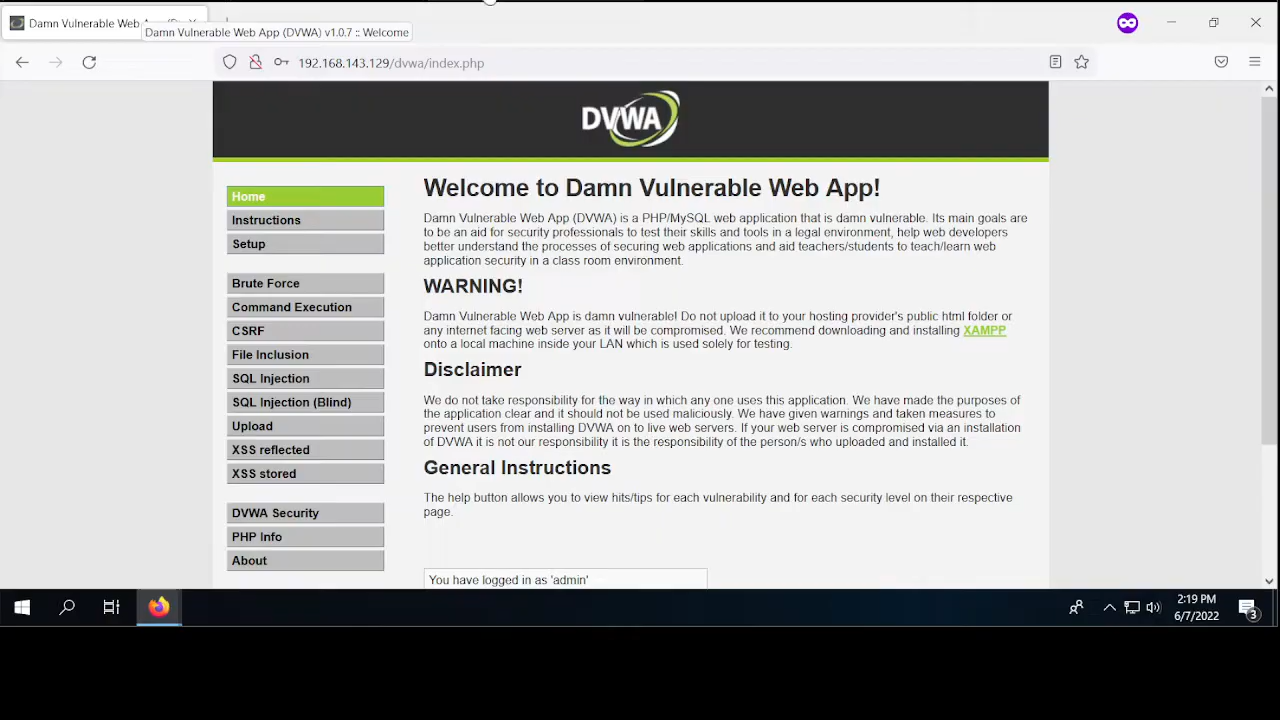 Damn Vulnerable Web App
Damn Vulnerable Web App (DVWA) v1.0.7 :: Welcome
192.168.143.129/dvwa/index.php
DVWA
Home
Instructions
Setup
Brute Force
Command Execution
CSRF
File Inclusion
SQL Injection
SQL Injection (Blind)
Upload
XSS reflected
XSS stored
DVWA Security
PHP Info
About
Welcome to Damn Vulnerable Web App!
Damn Vulnerable Web App (DVWA) is a PHP/MySQL web application that is damn vulnerable. Its main goals are
to be an aid for security professionals to test their skills and tools in a legal environment, help web developers
better understand the processes of securing web applications and aid teachers/students to teach/learn web
application security in a class room environment.
WARNING!
Damn Vulnerable Web App is damn vulnerable! Do not upload it to your hosting provider's public html folder or
any internet facing web server as it will be compromised. We recommend downloading and installing XAMPP
onto a local machine inside your LAN which is used solely for testing.
Disclaimer
We do not take responsibility for the way in which any one uses this application. We have made the purposes of
the application clear and it should not be used maliciously. We have given warnings and taken measures to
prevent users from installing DVWA on to live web servers. If your web server is compromised via an installation
of DVWA it is not our responsibility it is the responsibility of the person/s who uploaded and installed it.
General Instructions
The help button allows you to view hits/tips for each vulnerability and for each security level on their respective
page.
You have logged in as 'admin'
2:19 PM
6/7/2022
3